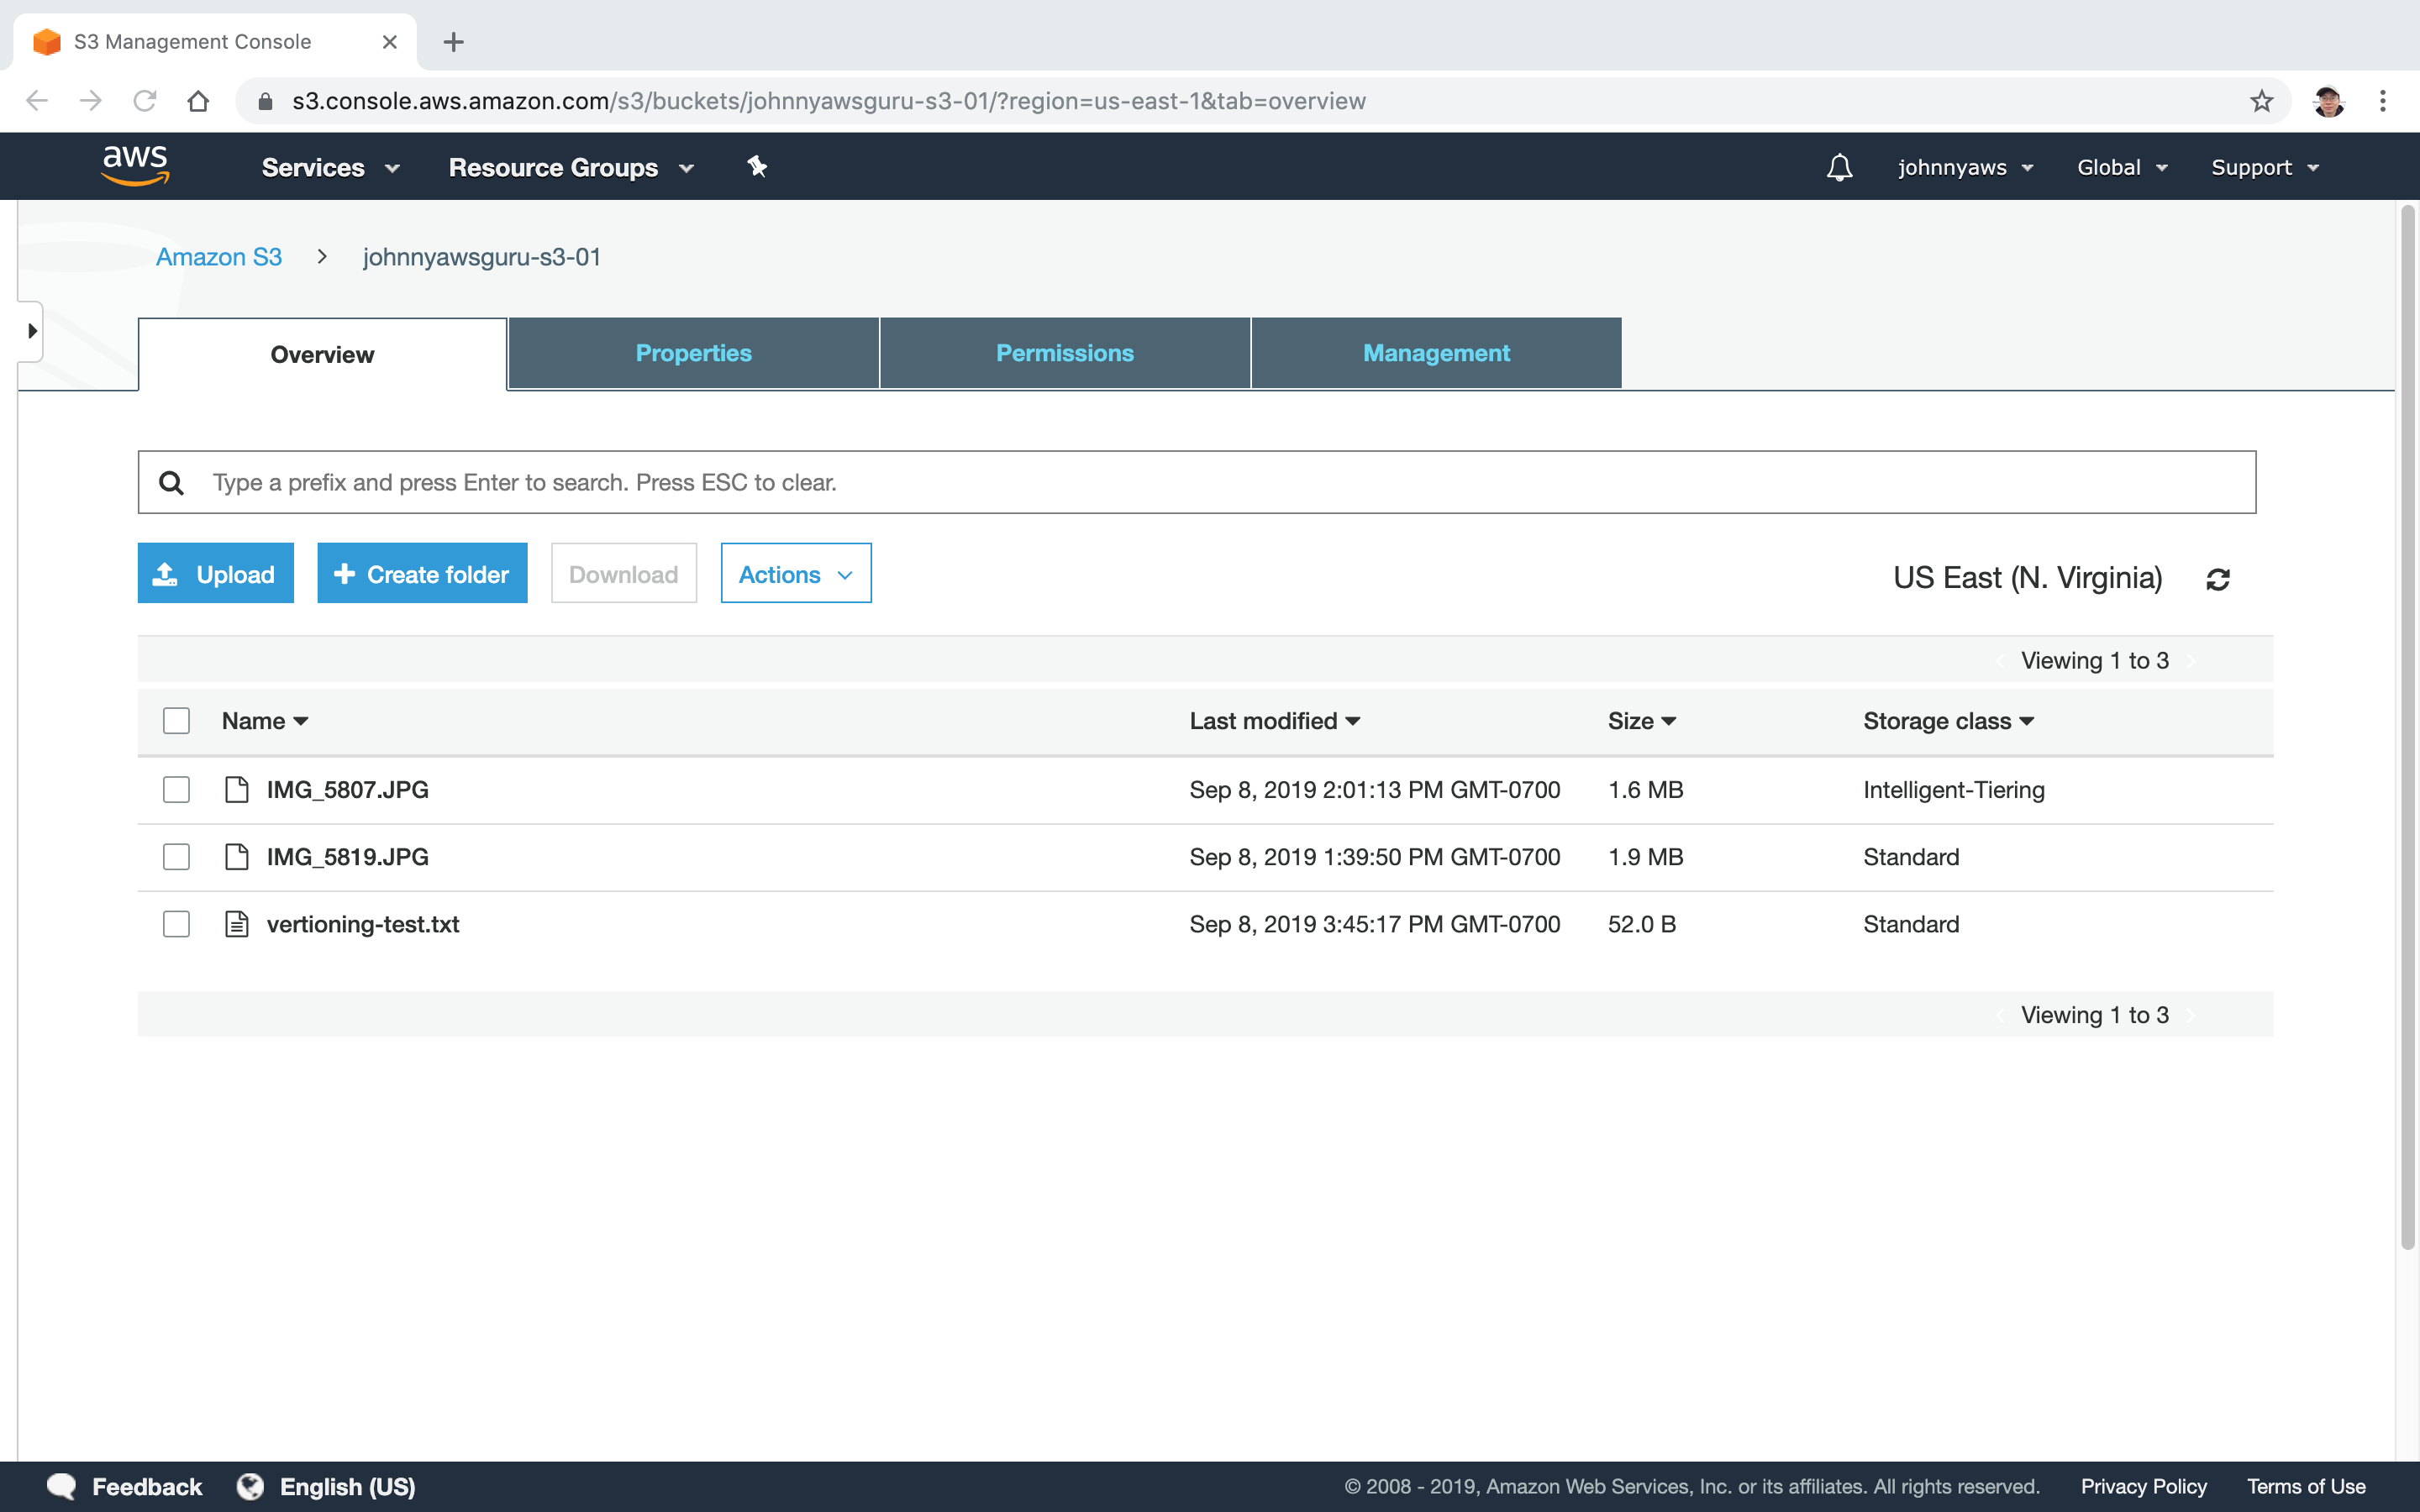 S3 Management Console
s3.console.aws.amazon.com/s3/buckets/johnnyawsguru-s3-01/?region=us-east-1&tab=overview
aws Services Resource Groups johnnyaws Global Support
Amazon S3 > johnnyawsguru-s3-01
Overview Properties Permissions Management
Type a prefix and press Enter to search. Press ESC to clear.
Upload Create folder Download Actions US East (N. Virginia)
Viewing 1 to 3
Name Last modified Size Storage class
IMG_5807.JPG Sep 8, 2019 2:01:13 PM GMT-0700 1.6 MB Intelligent-Tiering
IMG_5819.JPG Sep 8, 2019 1:39:50 PM GMT-0700 1.9 MB Standard
vertioning-test.txt Sep 8, 2019 3:45:17 PM GMT-0700 52.0 B Standard
Viewing 1 to 3
Feedback English (US) © 2008 - 2019, Amazon Web Services, Inc. or its affiliates. All rights reserved. Privacy Policy Terms of Use